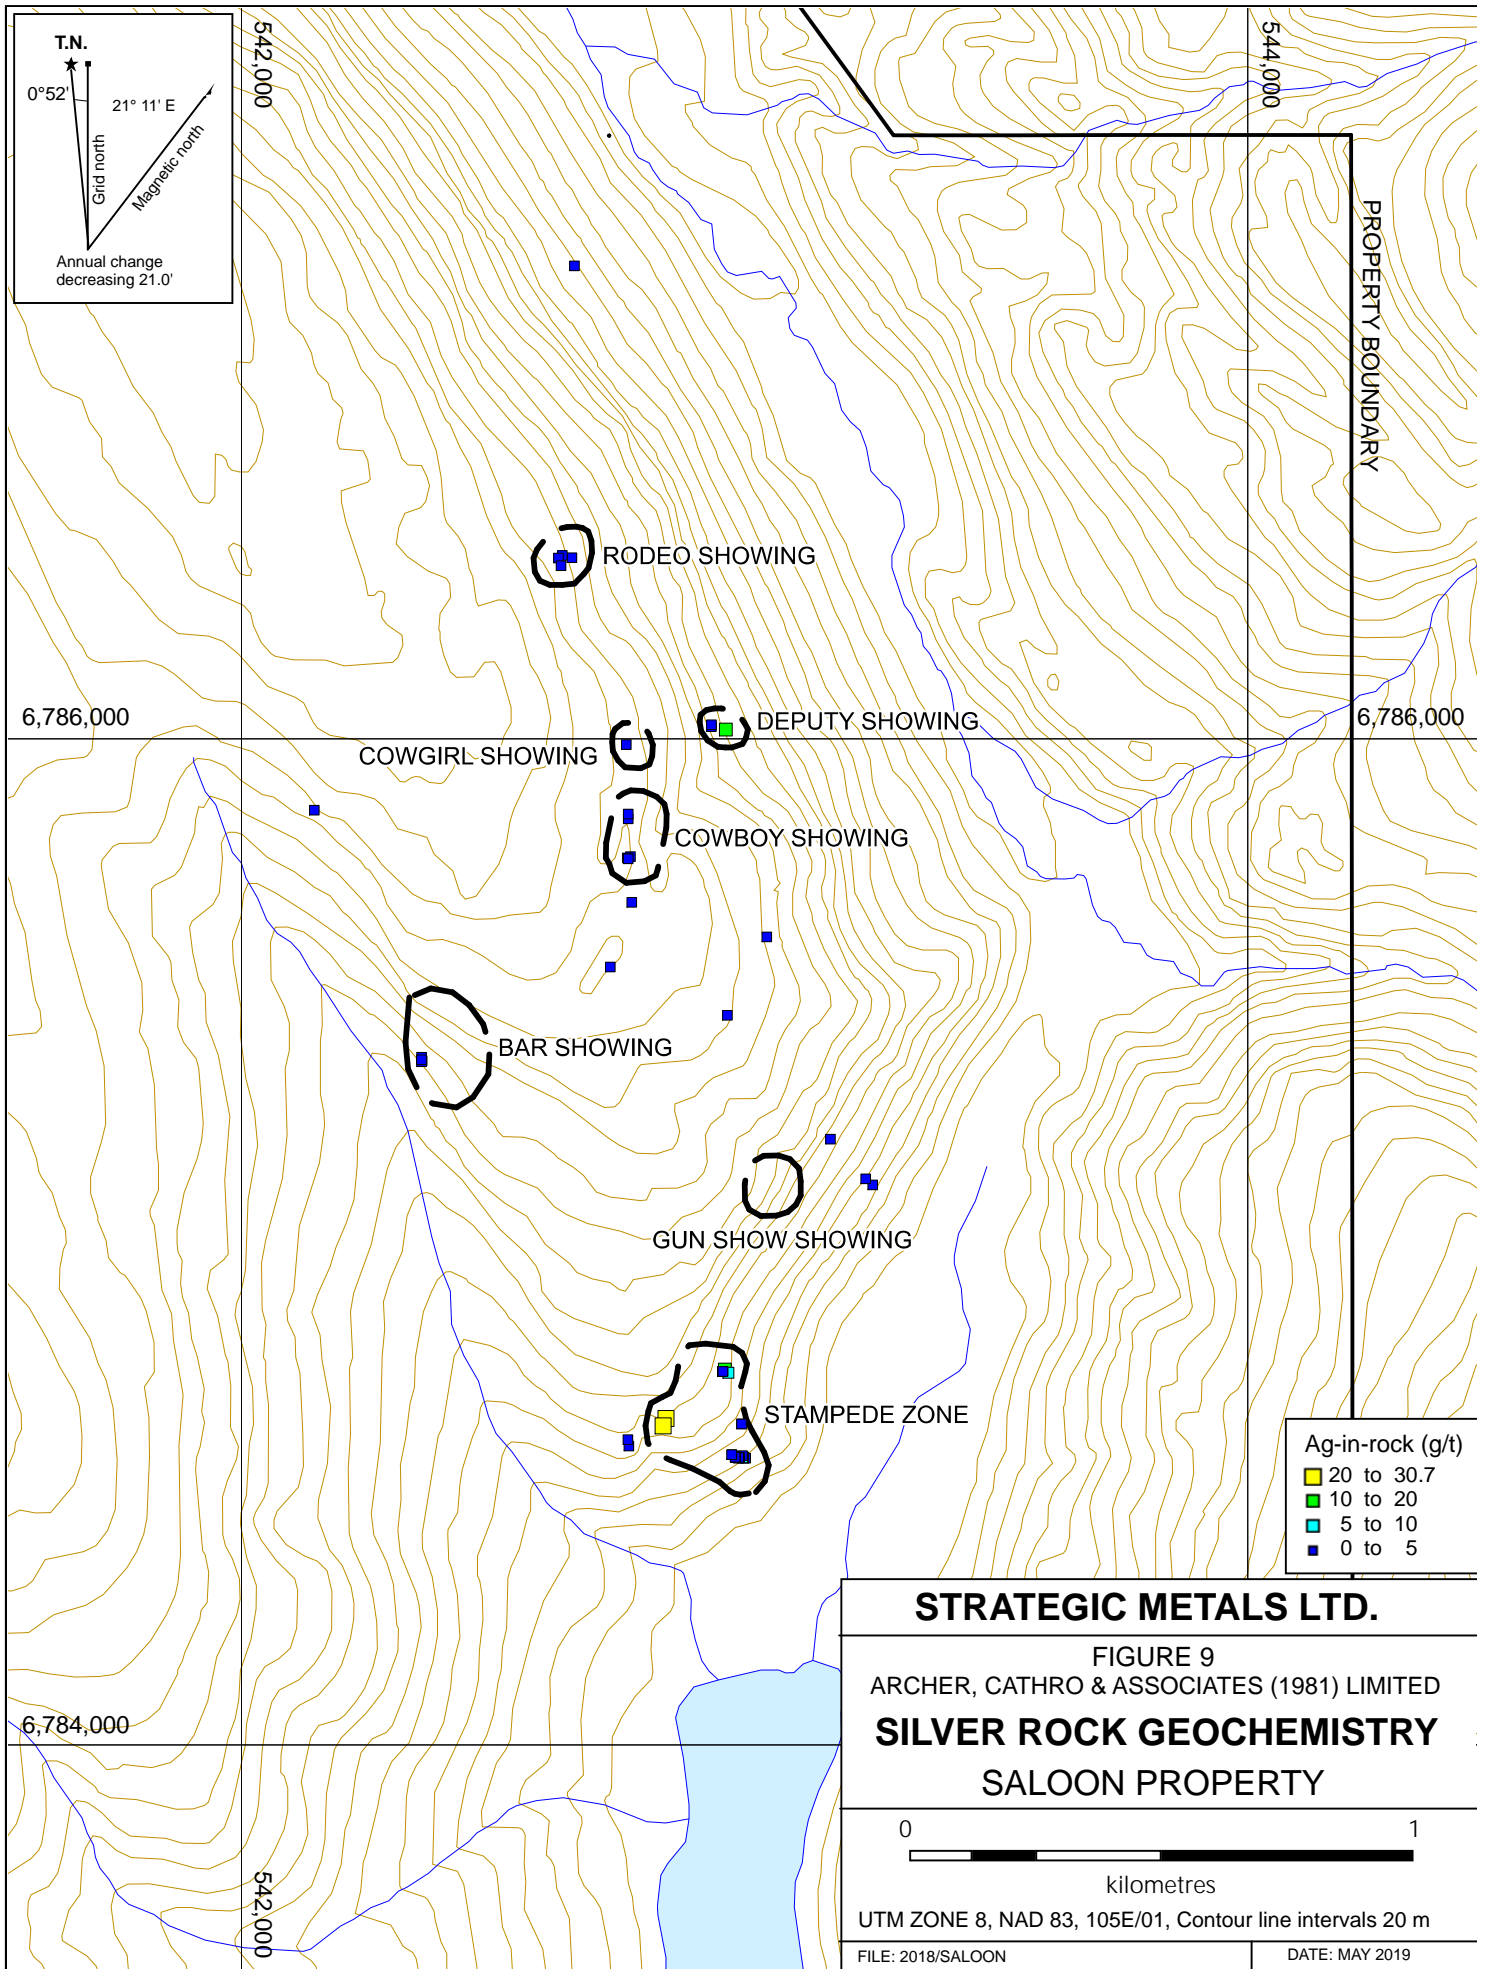 T.N.
0°52'
21° 11' E
Grid north
Magnetic north
Annual change
decreasing 21.0'
542,000
544,000
PROPERTY BOUNDARY
RODEO SHOWING
6,786,000
DEPUTY SHOWING
6,786,000
COWGIRL SHOWING
COWBOY SHOWING
BAR SHOWING
GUN SHOW SHOWING
STAMPEDE ZONE
Ag-in-rock (g/t)
20 to 30.7
10 to 20
5 to 10
0 to 5
STRATEGIC METALS LTD.
FIGURE 9
ARCHER, CATHRO & ASSOCIATES (1981) LIMITED
6,784,000
SILVER ROCK GEOCHEMISTRY
SALOON PROPERTY
0 1
kilometres
542,000
UTM ZONE 8, NAD 83, 105E/01, Contour line intervals 20 m
FILE: 2018/SALOON
DATE: MAY 2019